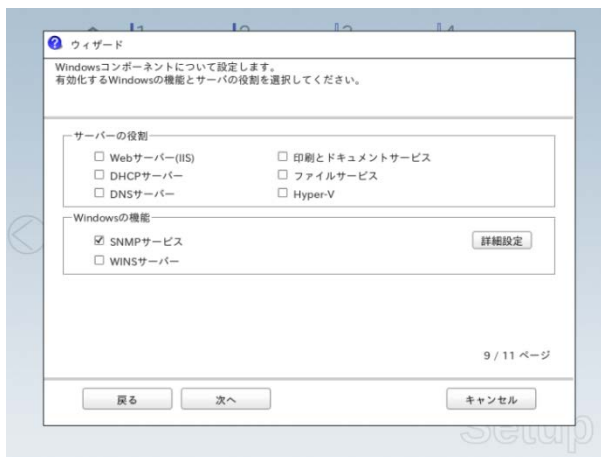 ウィザード
Windowsコンポーネントについて設定します。
有効化するWindowsの機能とサーバの役割を選択してください。
サーバーの役割
Webサーバー(IIS)
印刷とドキュメントサービス
DHCPサーバー
ファイルサービス
DNSサーバー
Hyper-V
Windowsの機能
SNMPサービス
詳細設定
WINSサーバー
9 / 11 ページ
戻る
次へ
キャンセル
Setup